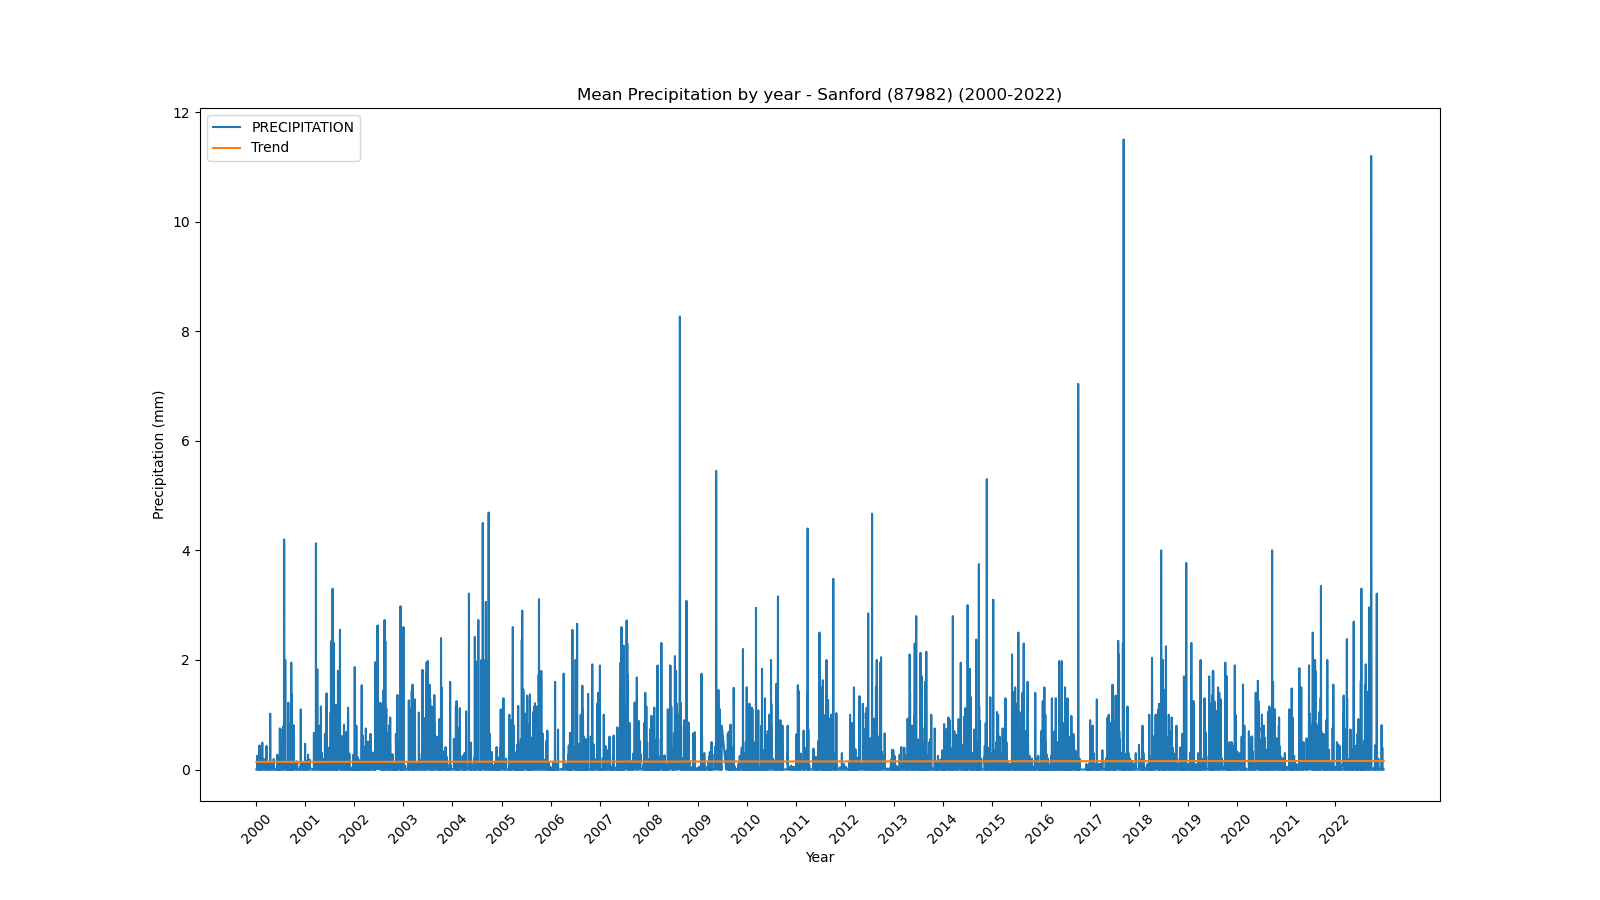 Mean Precipitation by year - Sanford (87982) (2000-2022)
PRECIPITATION
Trend
12
10
8
6
4
2
0
Precipitation (mm)
2000 2001 2002 2003 2004 2005 2006 2007 2008 2009 2010 2011 2012 2013 2014 2015 2016 2017 2018 2019 2020 2021 2022
Year